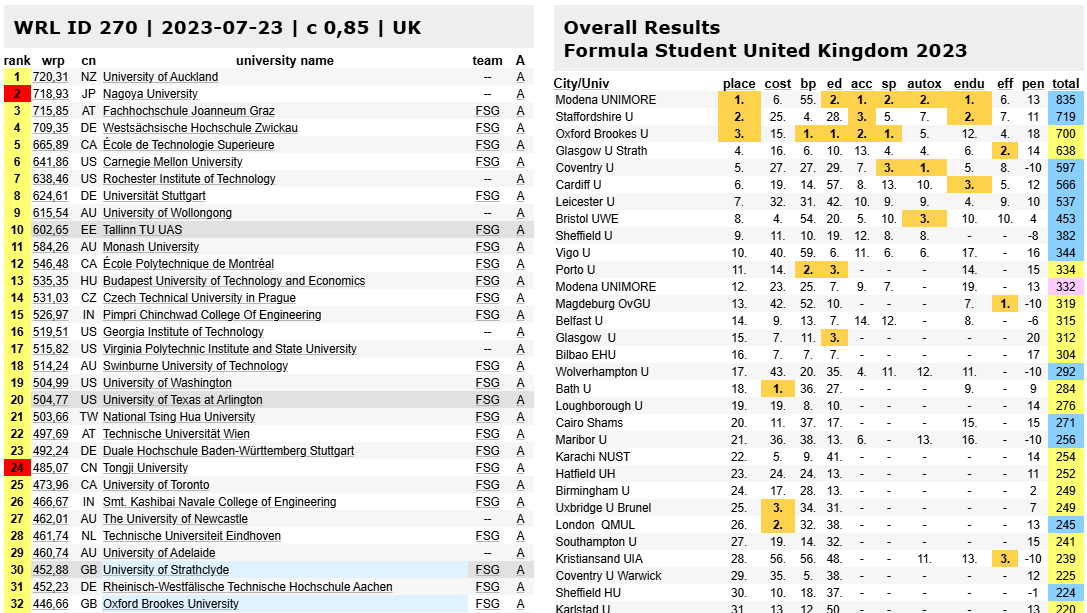 WRL ID 270 | 2023-07-23 | c 0,85 | UK
rank wrp cn university name team A
1 720,31 NZ University of Auckland -- A
2 718,93 JP Nagoya University -- A
3 715,85 AT Fachhochschule Joanneum Graz FSG A
4 709,35 DE Westsächsische Hochschule Zwickau FSG A
5 665,89 CA École de Technologie Superieure FSG A
6 641,86 US Carnegie Mellon University FSG A
7 638,46 US Rochester Institute of Technology -- A
8 624,61 DE Universität Stuttgart FSG A
9 615,54 AU University of Wollongong -- A
10 602,65 EE Tallinn TU UAS FSG A
11 584,26 AU Monash University FSG A
12 546,48 CA École Polytechnique de Montréal FSG A
13 535,35 HU Budapest University of Technology and Economics FSG A
14 531,03 CZ Czech Technical University in Prague FSG A
15 526,97 IN Pimpri Chinchwad College Of Engineering FSG A
16 519,51 US Georgia Institute of Technology -- A
17 515,82 US Virginia Polytechnic Institute and State University -- A
18 514,24 AU Swinburne University of Technology FSG A
19 504,99 US University of Washington FSG A
20 504,77 US University of Texas at Arlington FSG A
21 503,66 TW National Tsing Hua University FSG A
22 497,69 AT Technische Universität Wien FSG A
23 492,24 DE Duale Hochschule Baden-Württemberg Stuttgart FSG A
24 485,07 CN Tongji University FSG A
25 473,96 CA University of Toronto FSG A
26 466,67 IN Smt. Kashibai Navale College of Engineering FSG A
27 462,01 AU The University of Newcastle -- A
28 461,74 NL Technische Universiteit Eindhoven FSG A
29 460,74 AU University of Adelaide -- A
30 452,88 GB University of Strathclyde FSG A
31 452,23 DE Rheinisch-Westfälische Technische Hochschule Aachen FSG A
32 446,66 GB Oxford Brookes University FSG A
Overall Results
Formula Student United Kingdom 2023
City/Univ place cost bp ed acc sp autox endu eff pen total
Modena UNIMORE 1. 6. 55. 2. 1. 2. 2. 1. 6. 13 835
Staffordshire U 2. 25. 4. 28. 3. 5. 7. 2. 7. 11 719
Oxford Brookes U 3. 15. 1. 1. 2. 1. 5. 12. 4. 18 700
Glasgow U Strath 4. 16. 6. 10. 13. 4. 4. 6. 2. 14 638
Coventry U 5. 27. 27. 29. 7. 3. 1. 5. 8. -10 597
Cardiff U 6. 19. 14. 57. 8. 13. 10. 3. 5. 12 566
Leicester U 7. 32. 31. 42. 10. 9. 9. 4. 9. 10 537
Bristol UWE 8. 4. 54. 20. 5. 10. 3. 10. 10. 4 453
Sheffield U 9. 11. 10. 19. 12. 8. 8. - - -8 382
Vigo U 10. 40. 59. 6. 11. 6. 6. 17. - 16 344
Porto U 11. 14. 2. 3. - - - 14. - 15 334
Modena UNIMORE 12. 23. 25. 7. 9. 7. - 19. - 13 332
Magdeburg OvGU 13. 42. 52. 10. - - - 7. 1. -10 319
Belfast U 14. 9. 13. 7. 14. 12. - 8. - -6 315
Glasgow U 15. 7. 11. 3. - - - - - 20 312
Bilbao EHU 16. 7. 7. 7. - - - - - 17 304
Wolverhampton U 17. 43. 20. 35. 4. 11. 12. 11. - -10 292
Bath U 18. 1. 36. 27. - - - 9. - 9 284
Loughborough U 19. 19. 8. 10. - - - - - 14 276
Cairo Shams 20. 11. 37. 17. - - - 15. - 15 271
Maribor U 21. 36. 38. 13. 6. - 13. 16. - -10 256
Karachi NUST 22. 5. 9. 41. - - - - - 14 254
Hatfield UH 23. 24. 24. 13. - - - - - 11 252
Birmingham U 24. 17. 28. 13. - - - - - 2 249
Uxbridge U Brunel 25. 3. 34. 31. - - - - - 7 249
London QMUL 26. 2. 32. 38. - - - - - 13 245
Southampton U 27. 19. 14. 32. - - - - - 15 241
Kristiansand UIA 28. 56. 56. 48. - - 11. 13. 3. -10 239
Coventry U Warwick 29. 35. 5. 38. - - - - - 12 225
Sheffield HU 30. 10. 18. 37. - - - - - -1 224
Karlstad U 31. 13. 12. 50. - - - - - 13 220